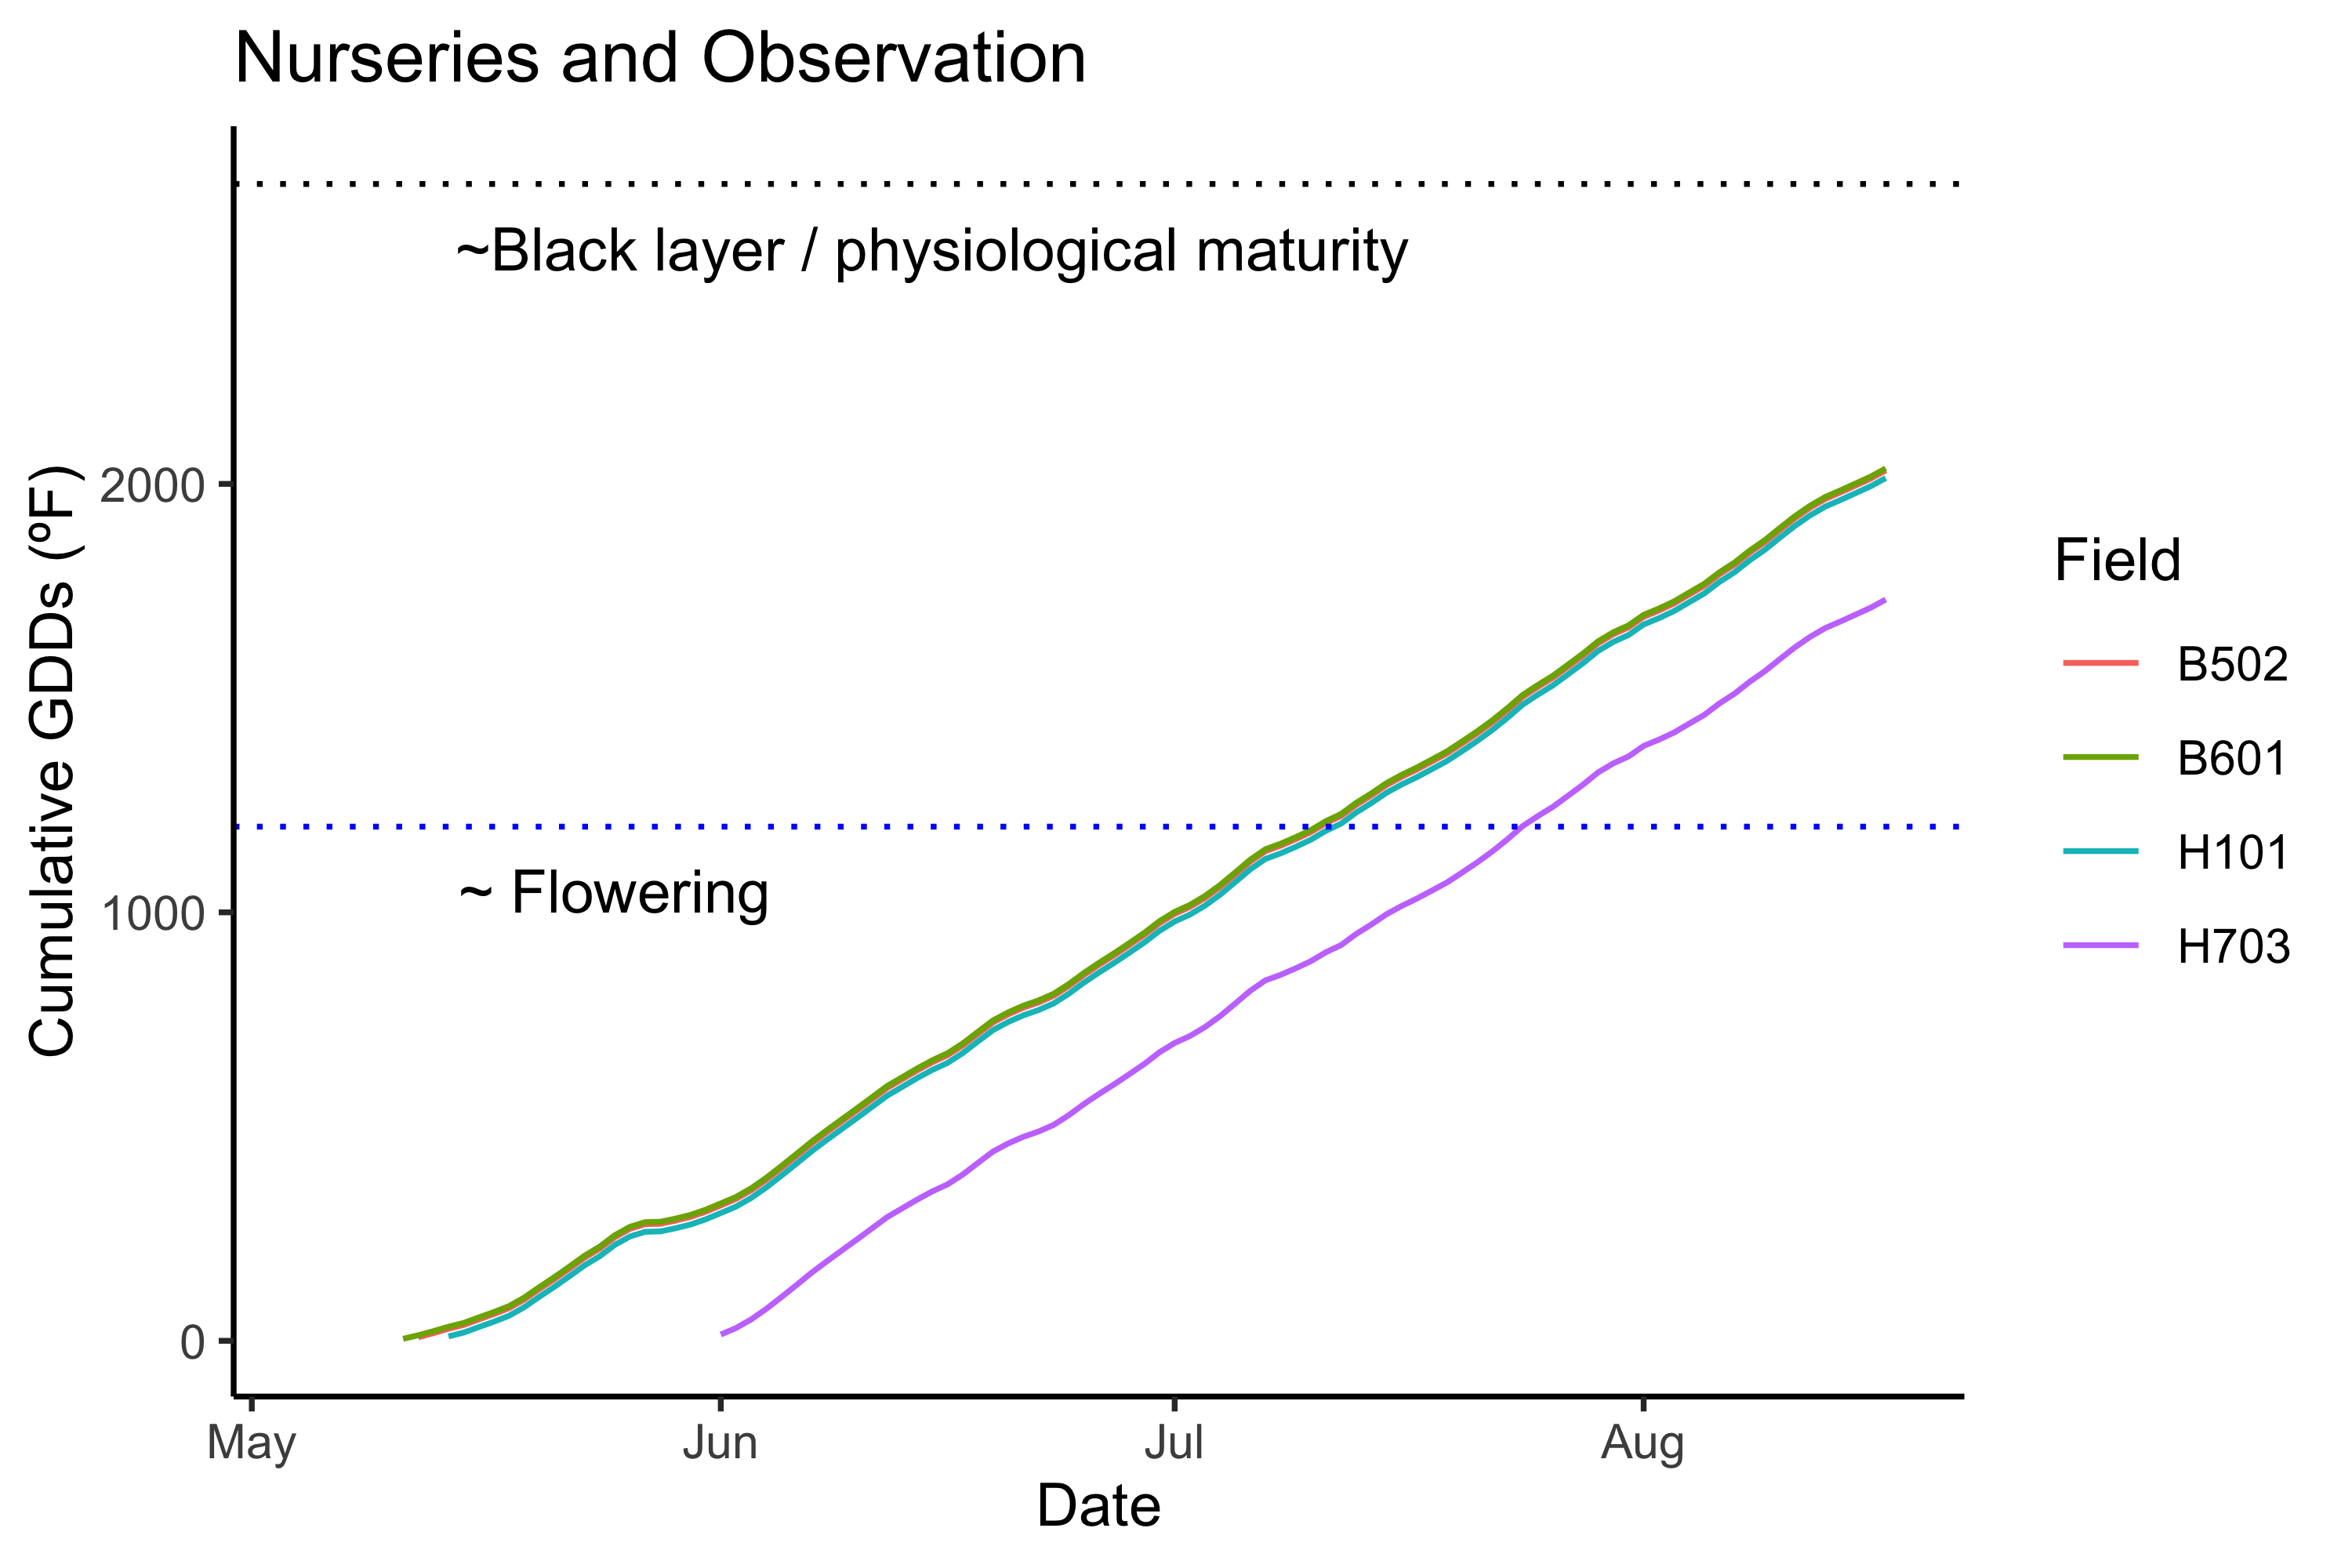 Nurseries and Observation
~Black layer / physiological maturity
~ Flowering
Cumulative GDDs (ºF)
2000
1000
0
May
Jun
Jul
Aug
Date
Field
B502
B601
H101
H703